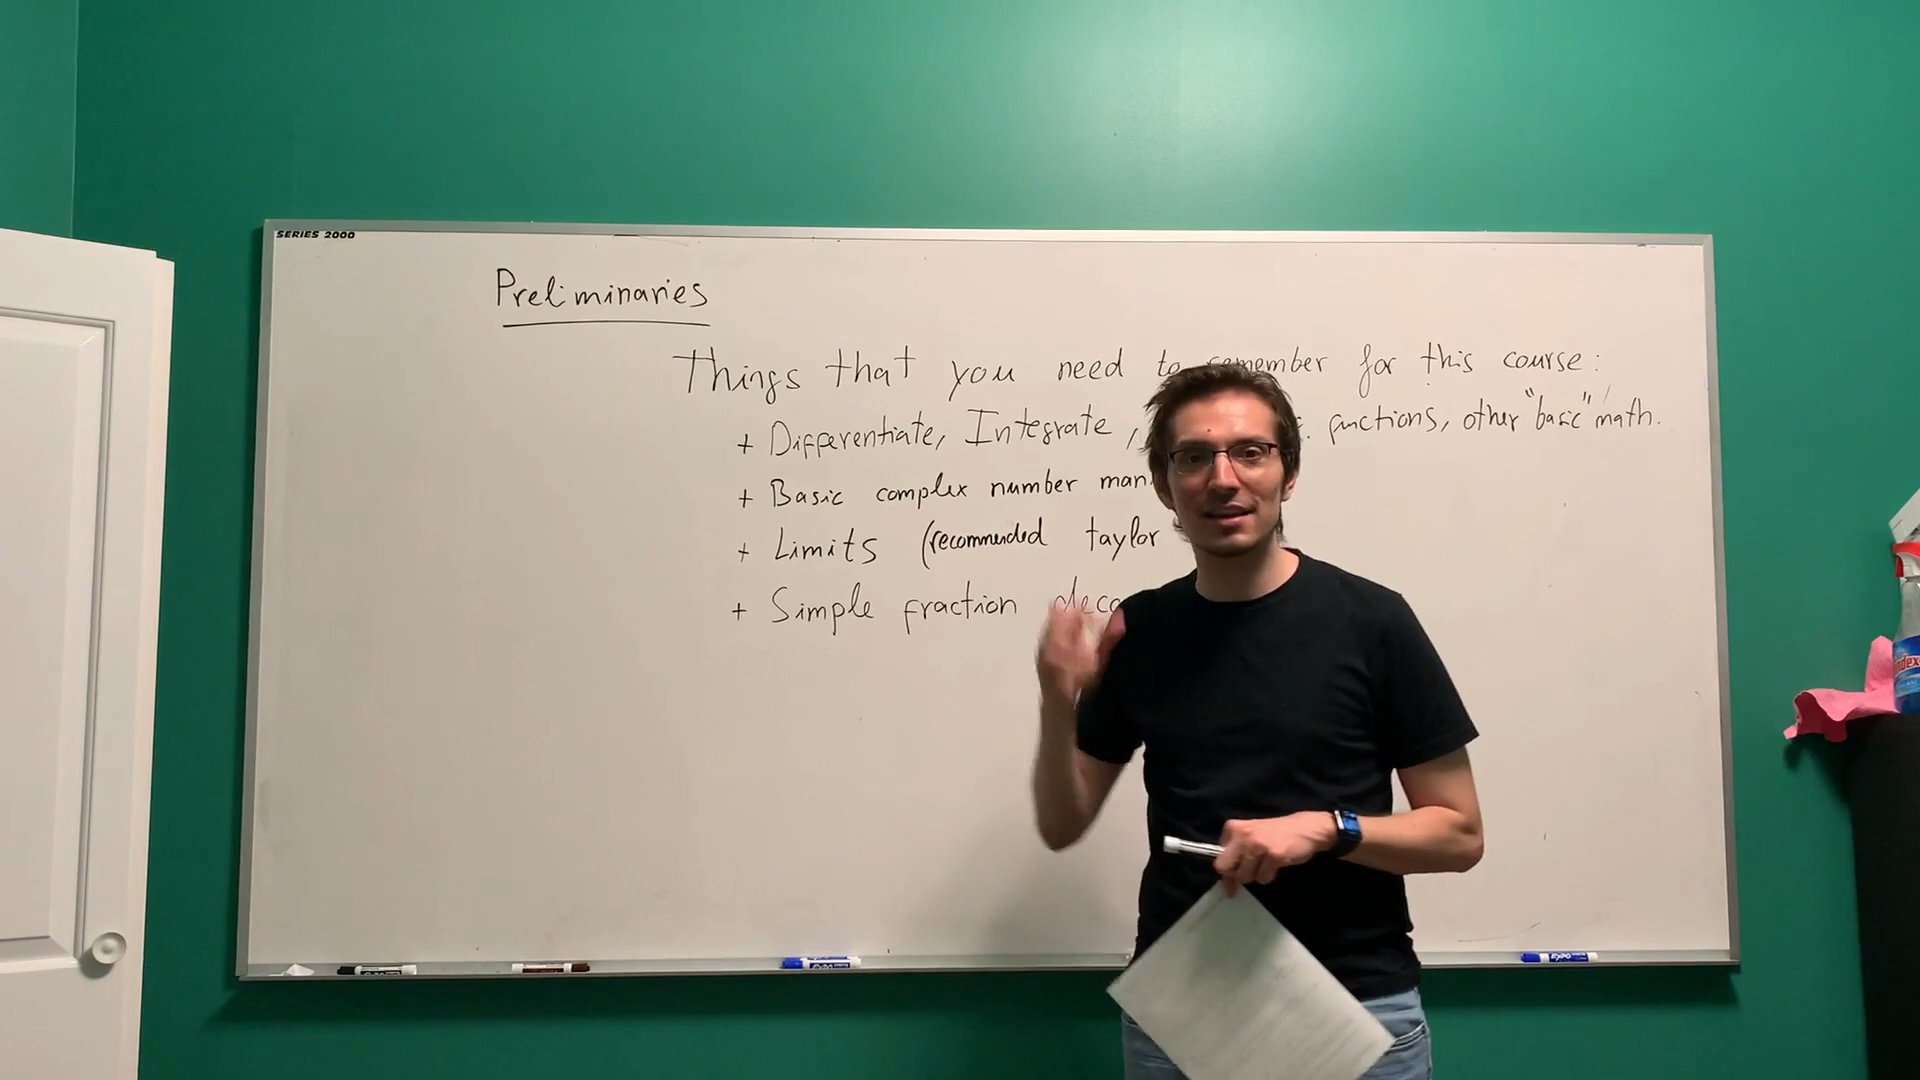 SERIES 2000
Preliminaries
Things that you need to remember for this course:
+ Differentiate, Integrate, functions, other "basic" math.
+ Basic complex number
+ Limits (recommended taylor
+ Simple fraction
EXPO